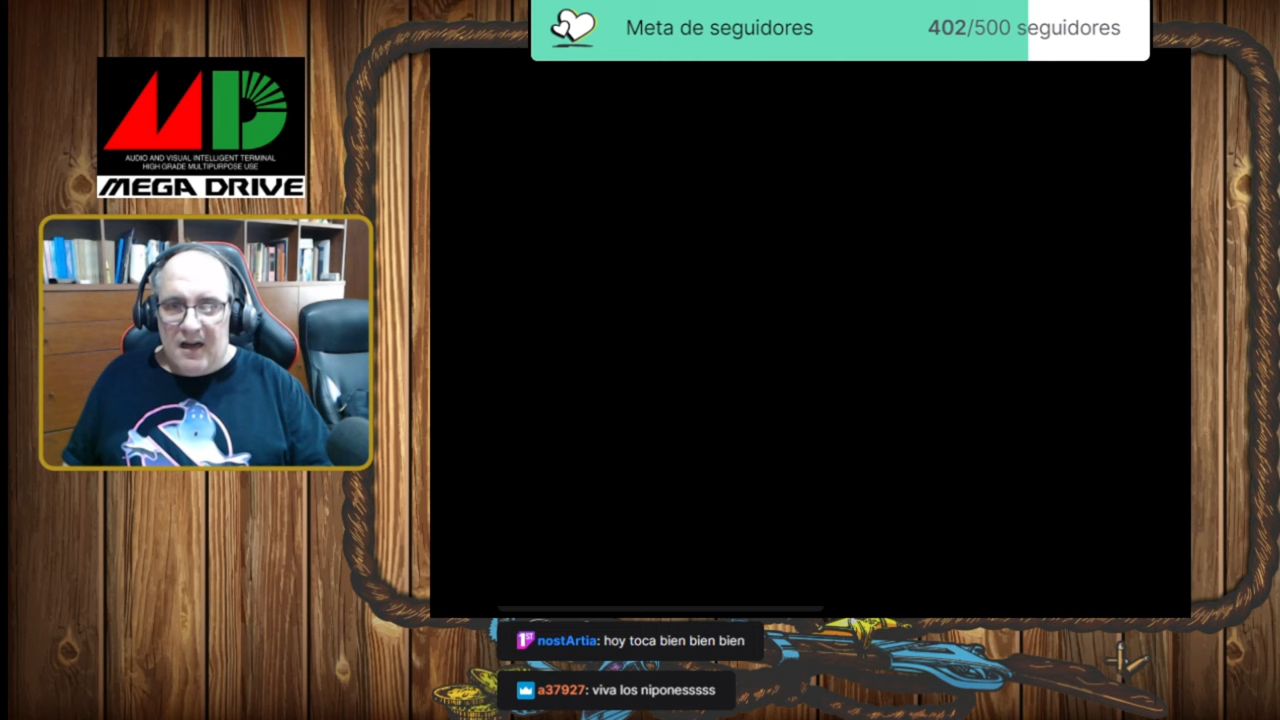 Meta de seguidores
402/500 seguidores
MD
AUDIO AND VISUAL INTELLIGENT TERMINAL
HIGH GRADE MULTIPURPOSE USE
MEGA DRIVE
1ST nostArtia: hoy toca bien bien bien
a37927: viva los niponesssss